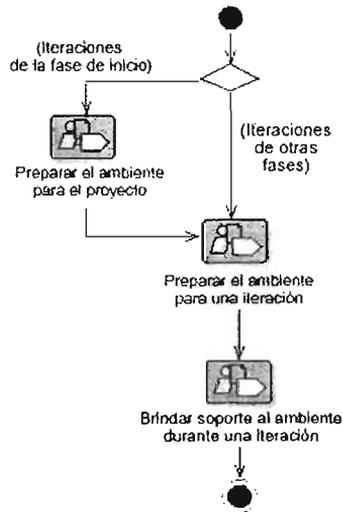 (Iteraciones
de la fase de inicio)
(Iteraciones
de otras
fases)
Preparar el ambiente
para el proyecto
Preparar el ambiente
para una iteración
Brindar soporte al ambiente
durante una iteración